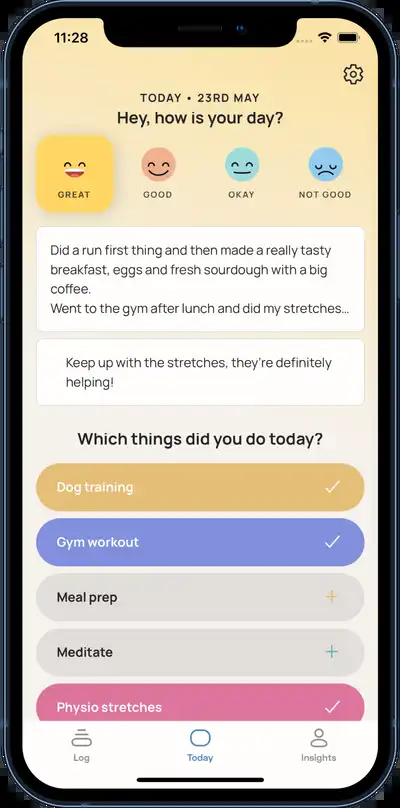 11:28
TODAY • 23RD MAY
Hey, how is your day?
GREAT
GOOD
OKAY
NOT GOOD
Did a run first thing and then made a really tasty
breakfast, eggs and fresh sourdough with a big
coffee.
Went to the gym after lunch and did my stretches...
Keep up with the stretches, they're definitely
helping!
Which things did you do today?
Dog training
Gym workout
Meal prep
Meditate
Physio stretches
Log
Today
Insights